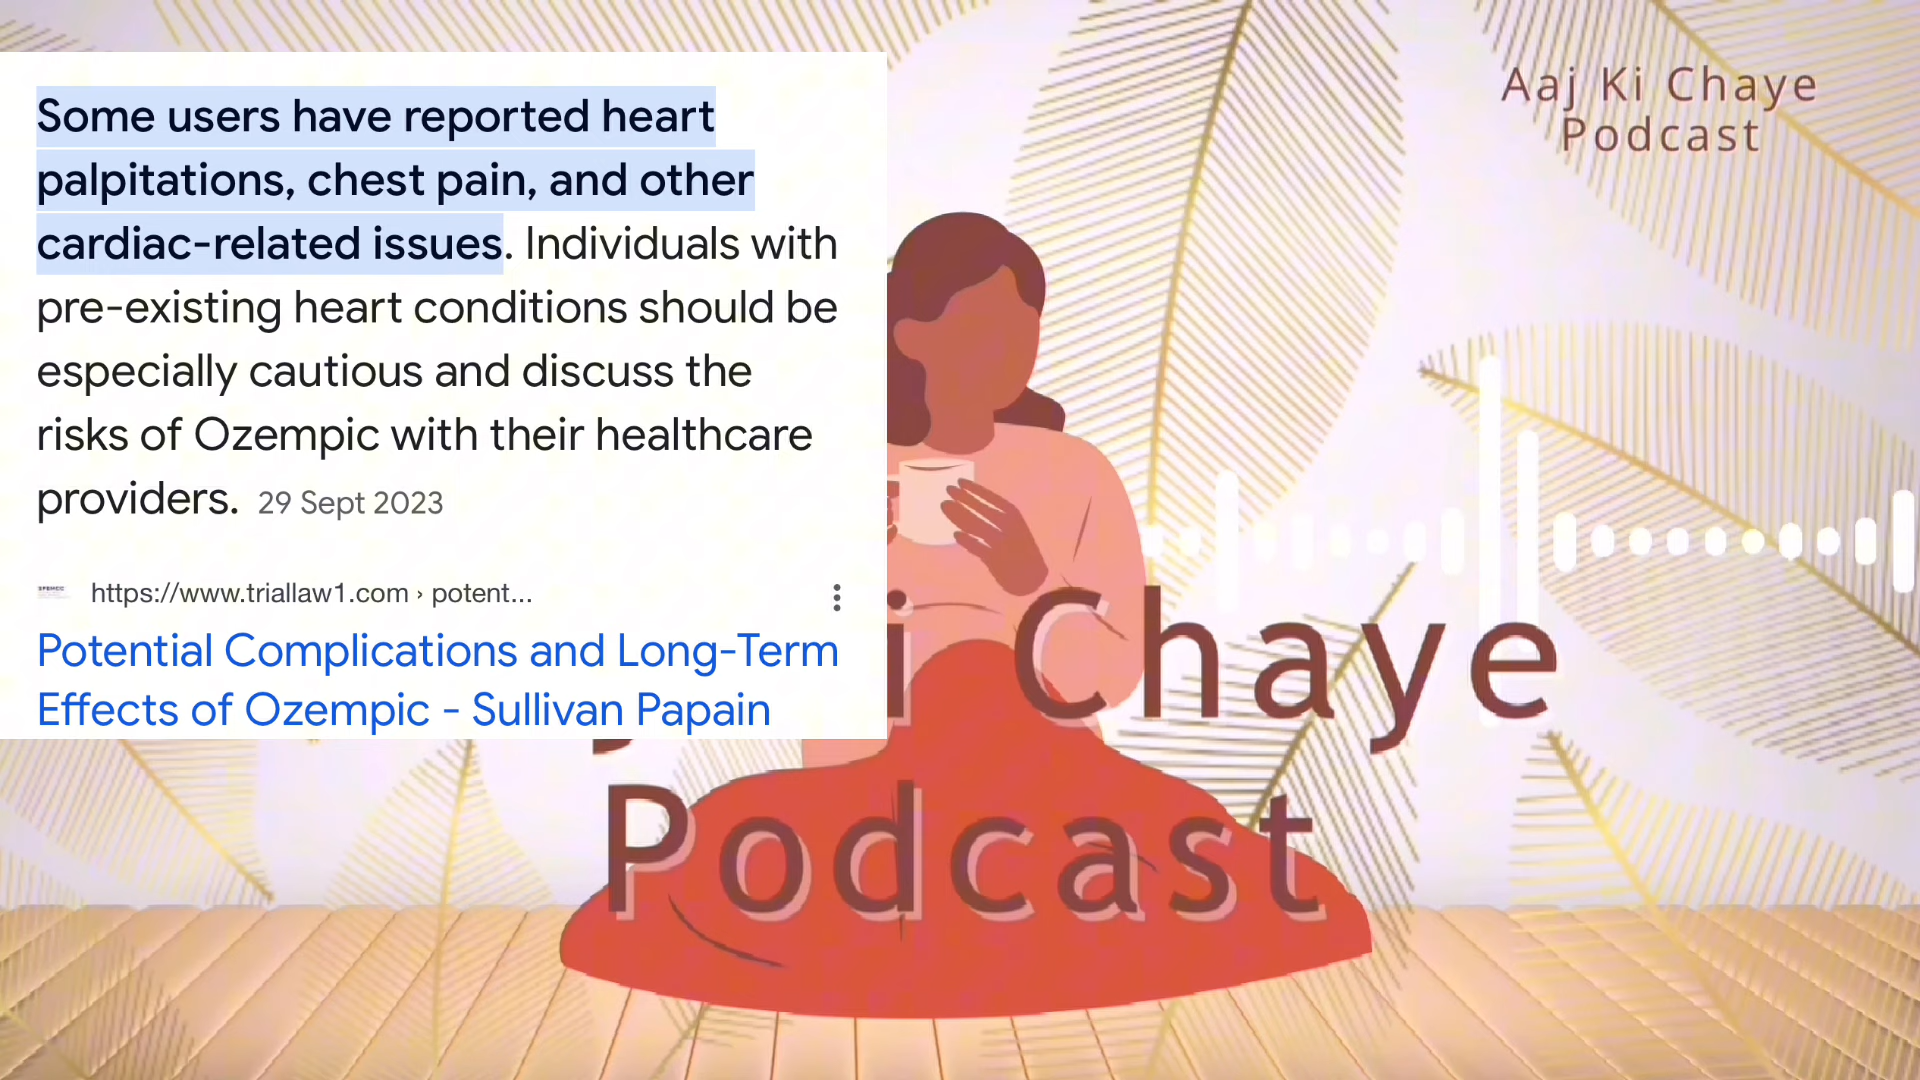 Some users have reported heart
palpitations, chest pain, and other
cardiac-related issues. Individuals with
pre-existing heart conditions should be
especially cautious and discuss the
risks of Ozempic with their healthcare
providers. 29 Sept 2023
https://www.triallaw1.com › potent...
Potential Complications and Long-Term
Effects of Ozempic - Sullivan Papain
Aaj Ki Chaye
Podcast
i Chaye
Podcast